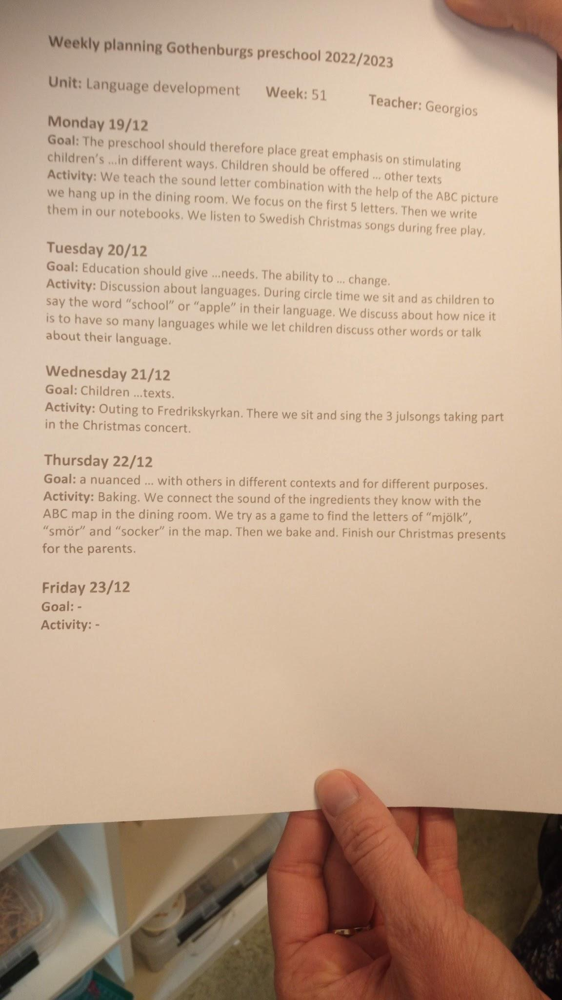 Weekly planning Gothenburgs preschool 2022/2023
Unit: Language development Week: 51 Teacher: Georgios
Monday 19/12
Goal: The preschool should therefore place great emphasis on stimulating
children's ...in different ways. Children should be offered ... other texts
Activity: We teach the sound letter combination with the help of the ABC picture
we hang up in the dining room. We focus on the first 5 letters. Then we write
them in our notebooks. We listen to Swedish Christmas songs during free play.
Tuesday 20/12
Goal: Education should give ...needs. The ability to ... change.
Activity: Discussion about languages. During circle time we sit and as children to
say the word “school” or “apple” in their language. We discuss about how nice it
is to have so many languages while we let children discuss other words or talk
about their language.
Wednesday 21/12
Goal: Children ...texts.
Activity: Outing to Fredrikskyrkan. There we sit and sing the 3 julsongs taking part
in the Christmas concert.
Thursday 22/12
Goal: a nuanced ... with others in different contexts and for different purposes.
Activity: Baking. We connect the sound of the ingredients they know with the
ABC map in the dining room. We try as a game to find the letters of “mjölk”,
“smör” and “socker” in the map. Then we bake and. Finish our Christmas presents
for the parents.
Friday 23/12
Goal: -
Activity: -